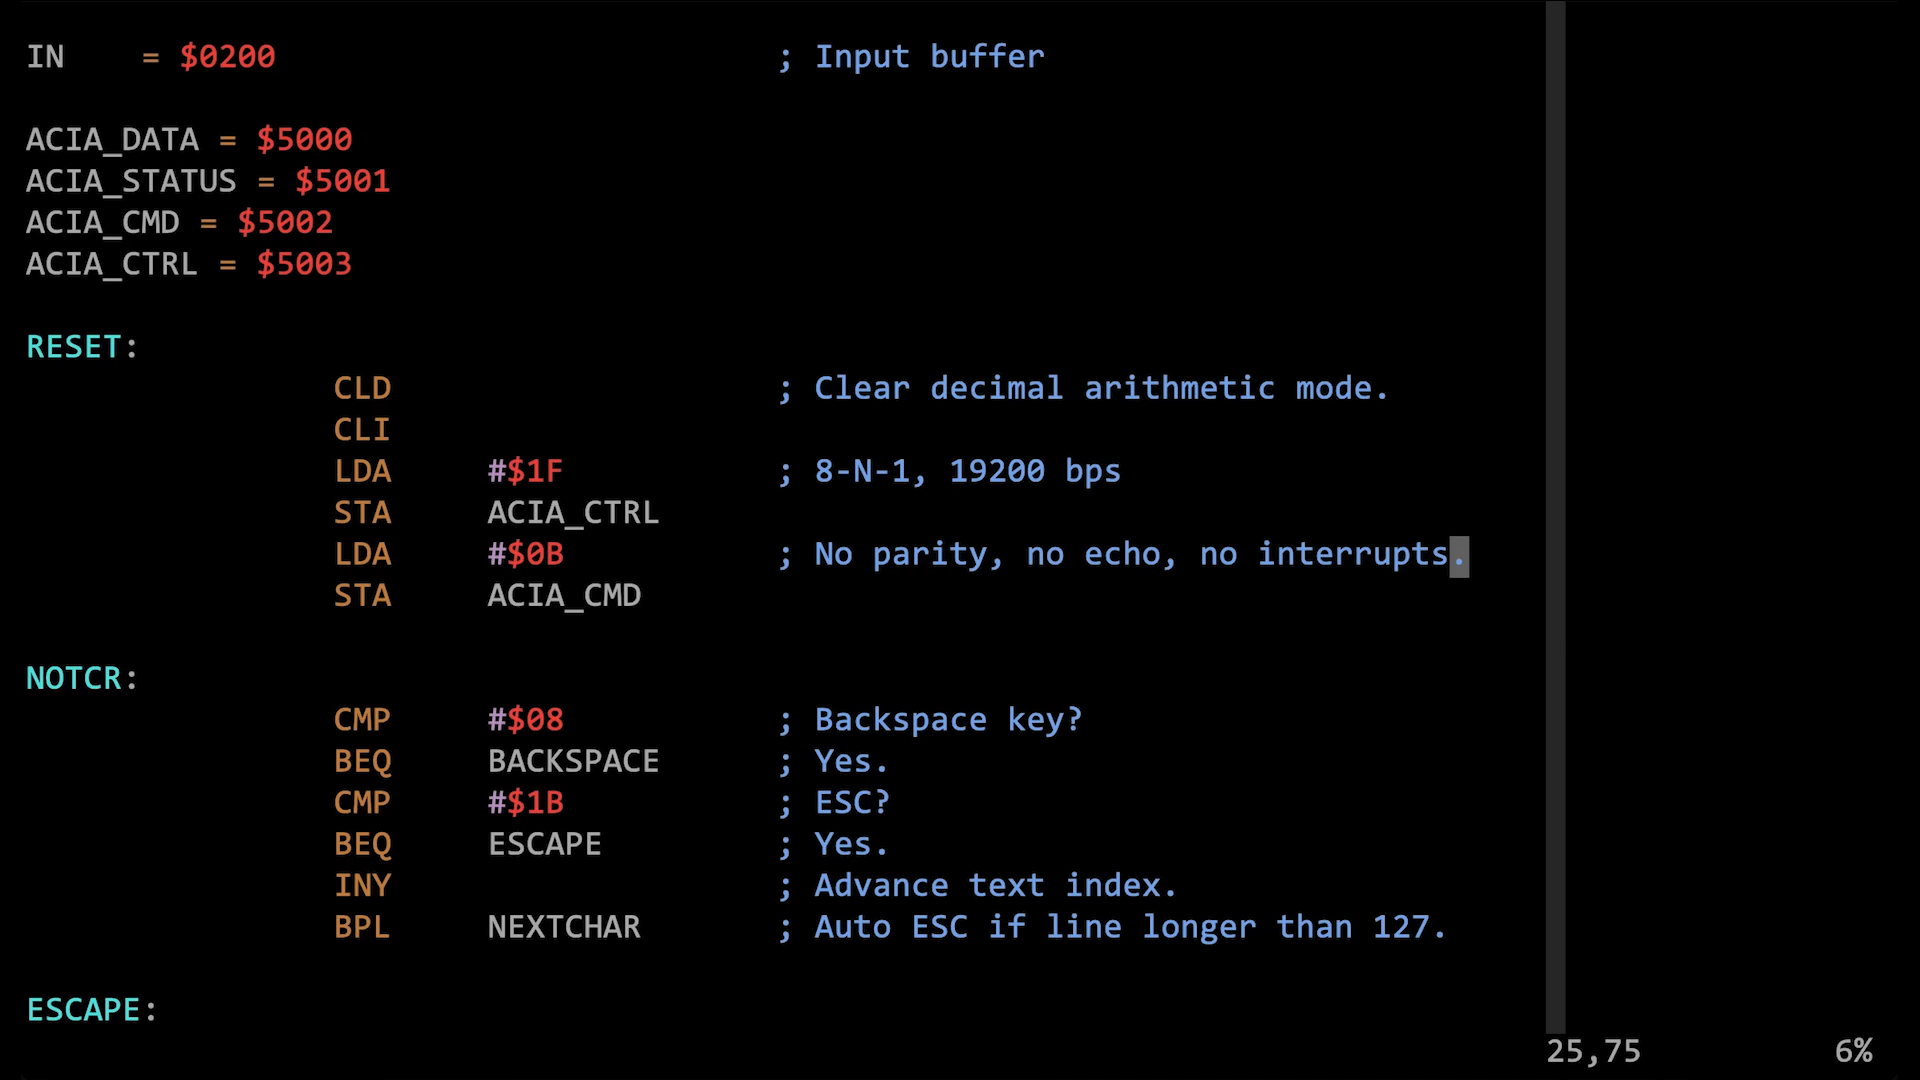 IN = $0200 ; Input buffer
ACIA_DATA = $5000
ACIA_STATUS = $5001
ACIA_CMD = $5002
ACIA_CTRL = $5003
RESET:
CLD ; Clear decimal arithmetic mode.
CLI
LDA #$1F ; 8-N-1, 19200 bps
STA ACIA_CTRL
LDA #$0B ; No parity, no echo, no interrupts.
STA ACIA_CMD
NOTCR:
CMP #$08 ; Backspace key?
BEQ BACKSPACE ; Yes.
CMP #$1B ; ESC?
BEQ ESCAPE ; Yes.
INY ; Advance text index.
BPL NEXTCHAR ; Auto ESC if line longer than 127.
ESCAPE:
25,75 6%